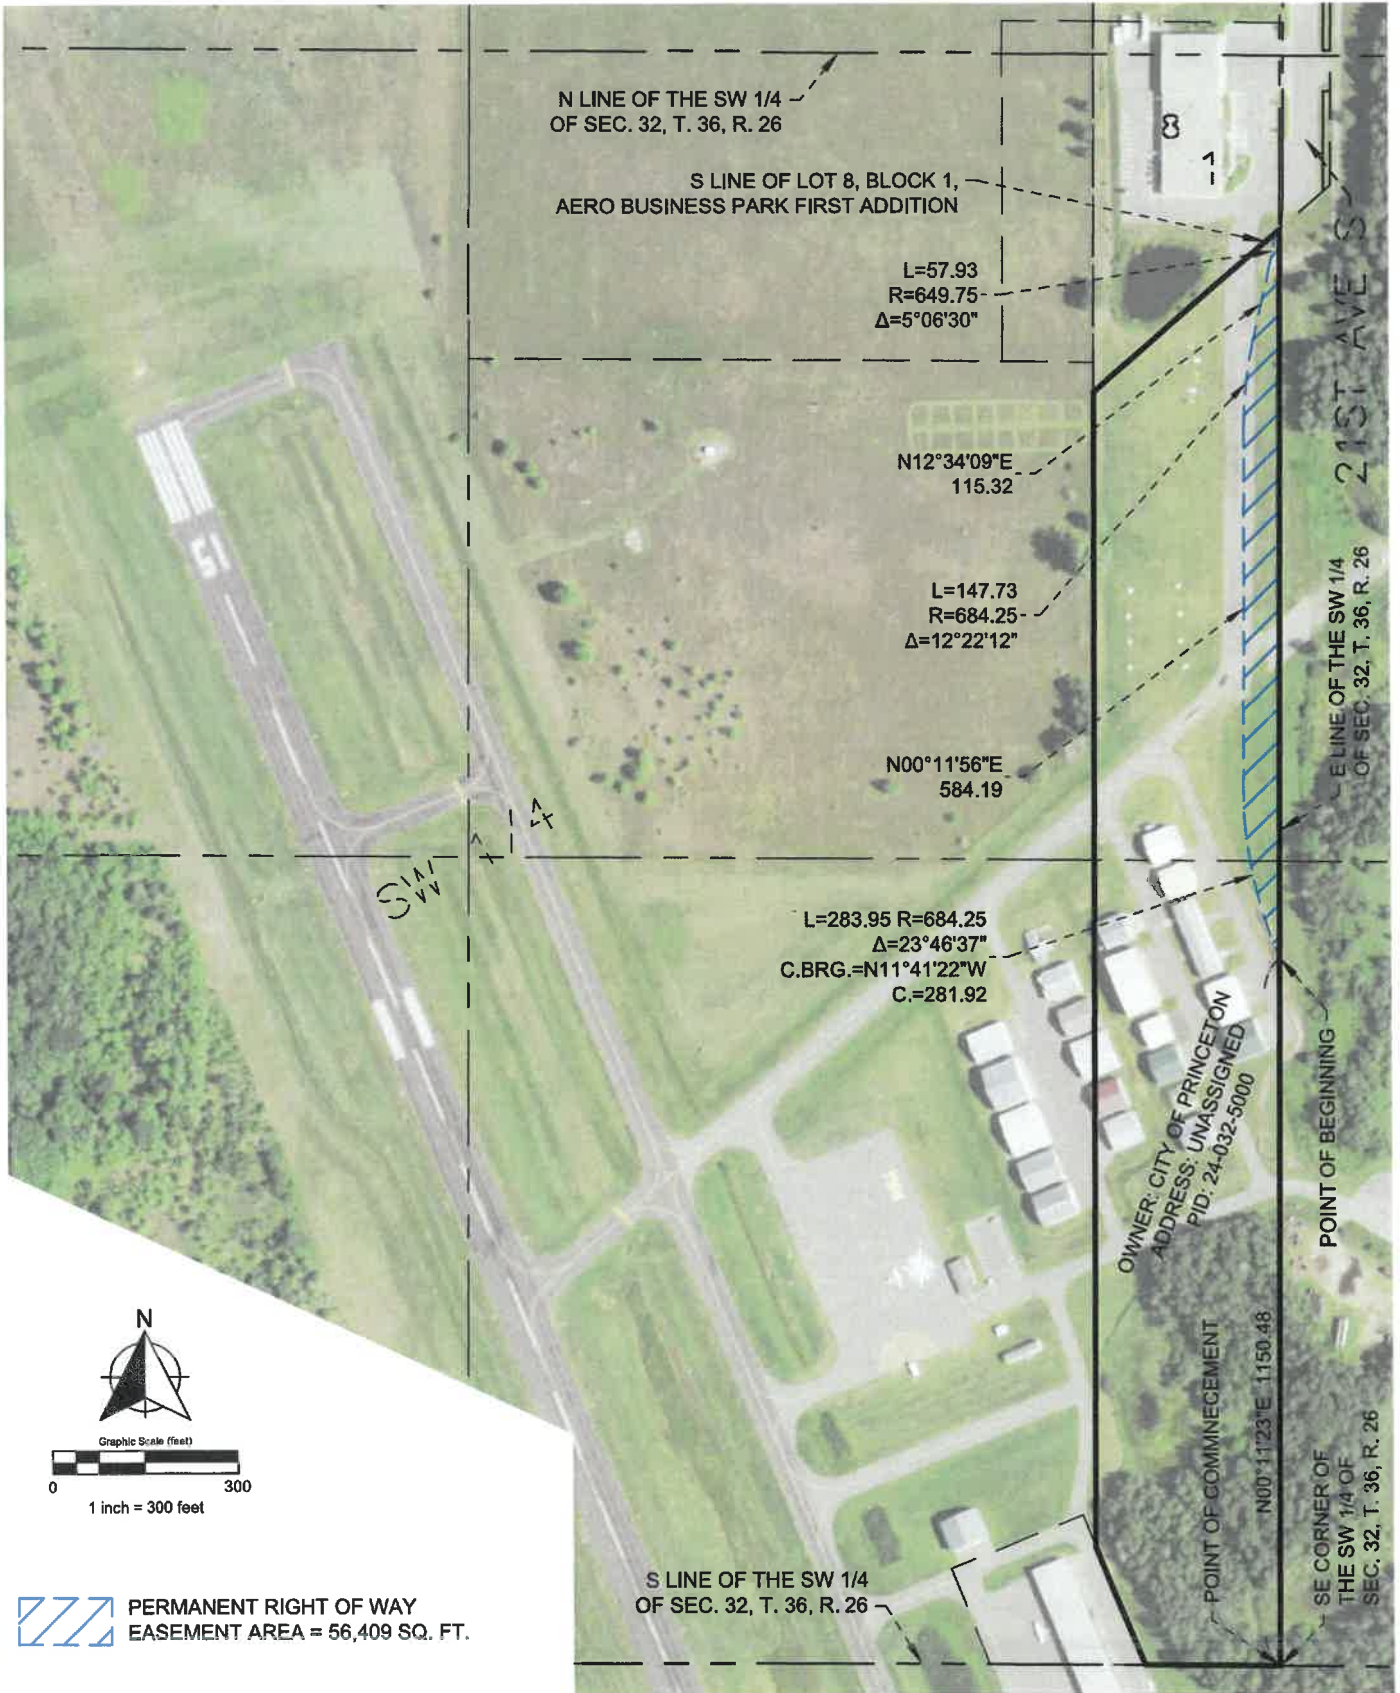 N LINE OF THE SW 1/4
OF SEC. 32, T. 36, R. 26
8
1
S LINE OF LOT 8, BLOCK 1,
AERO BUSINESS PARK FIRST ADDITION
L=57.93
R=649.75
Δ=5°06'30"
21ST AVE S
N12°34'09"E
115.32
15
L=147.73
R=684.25
Δ=12°22'12"
E LINE OF THE SW 1/4
OF SEC. 32, T. 36, R. 26
N00°11'56"E
584.19
SW 1/4
L=283.95 R=684.25
Δ=23°46'37"
C.BRG.=N11°41'22"W
C.=281.92
OWNER: CITY OF PRINCETON
ADDRESS: UNASSIGNED
PID: 24-032-5000
POINT OF BEGINNING
POINT OF COMMNECEMENT
N00°11'23"E 1150.48
SE CORNER OF
THE SW 1/4 OF
SEC. 32, T. 36, R. 26
N
Graphic Scale (feet)
0 300
1 inch = 300 feet
S LINE OF THE SW 1/4
OF SEC. 32, T. 36, R. 26
PERMANENT RIGHT OF WAY
EASEMENT AREA = 56,409 SQ. FT.